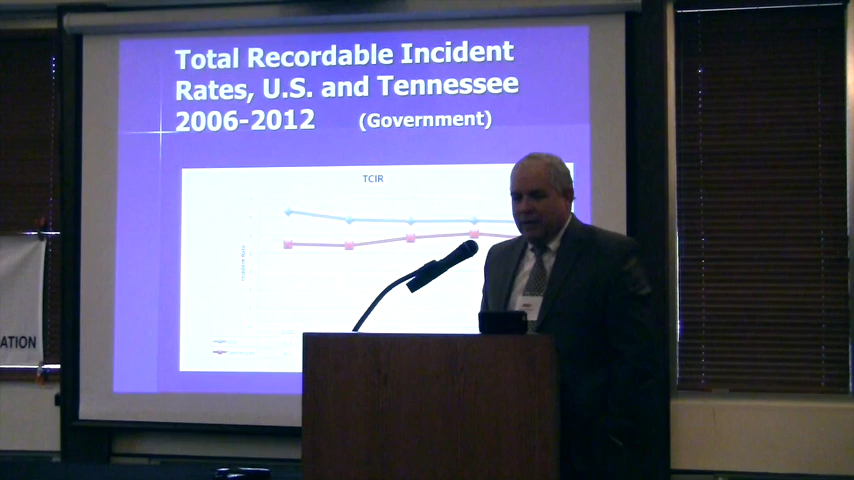 Total Recordable Incident
Rates, U.S. and Tennessee
2006-2012 (Government)
TCIR
ATION